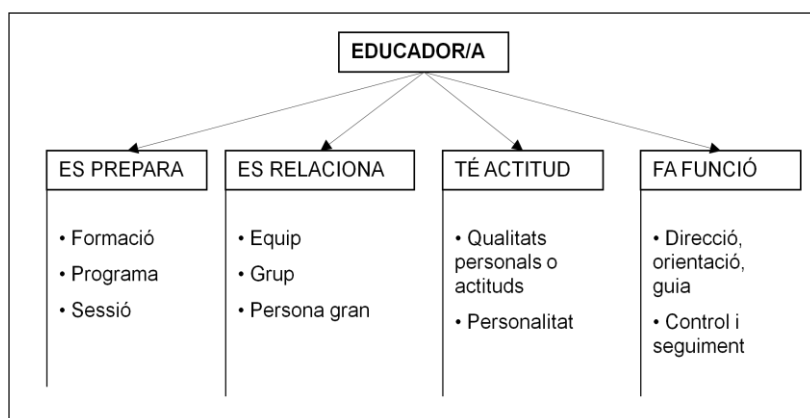 EDUCADOR/A
ES PREPARA
• Formació
• Programa
• Sessió
ES RELACIONA
• Equip
• Grup
• Persona gran
TÉ ACTITUD
• Qualitats
personals o
actituds
• Personalitat
FA FUNCIÓ
• Direcció,
orientació,
guia
• Control i
seguiment